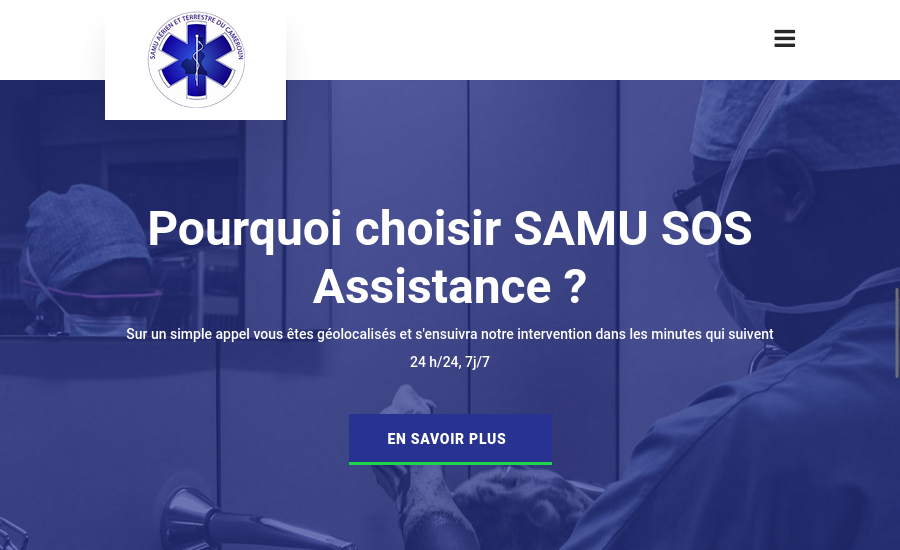 SAMU AÉRIEN ET TERRESTRE DU CAMEROUN
Pourquoi choisir SAMU SOS
Assistance ?
Sur un simple appel vous êtes géolocalisés et s'ensuivra notre intervention dans les minutes qui suivent
24 h/24, 7j/7
EN SAVOIR PLUS